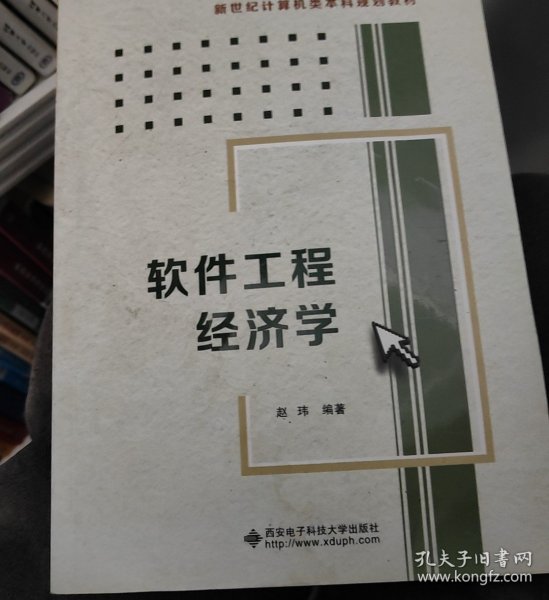 新世纪计算机类本科规划教材
软件工程
经济学
赵 玮 编著
西安电子科技大学出版社
http://www.xduph.com
孔夫子旧书网
www.kongfz.com